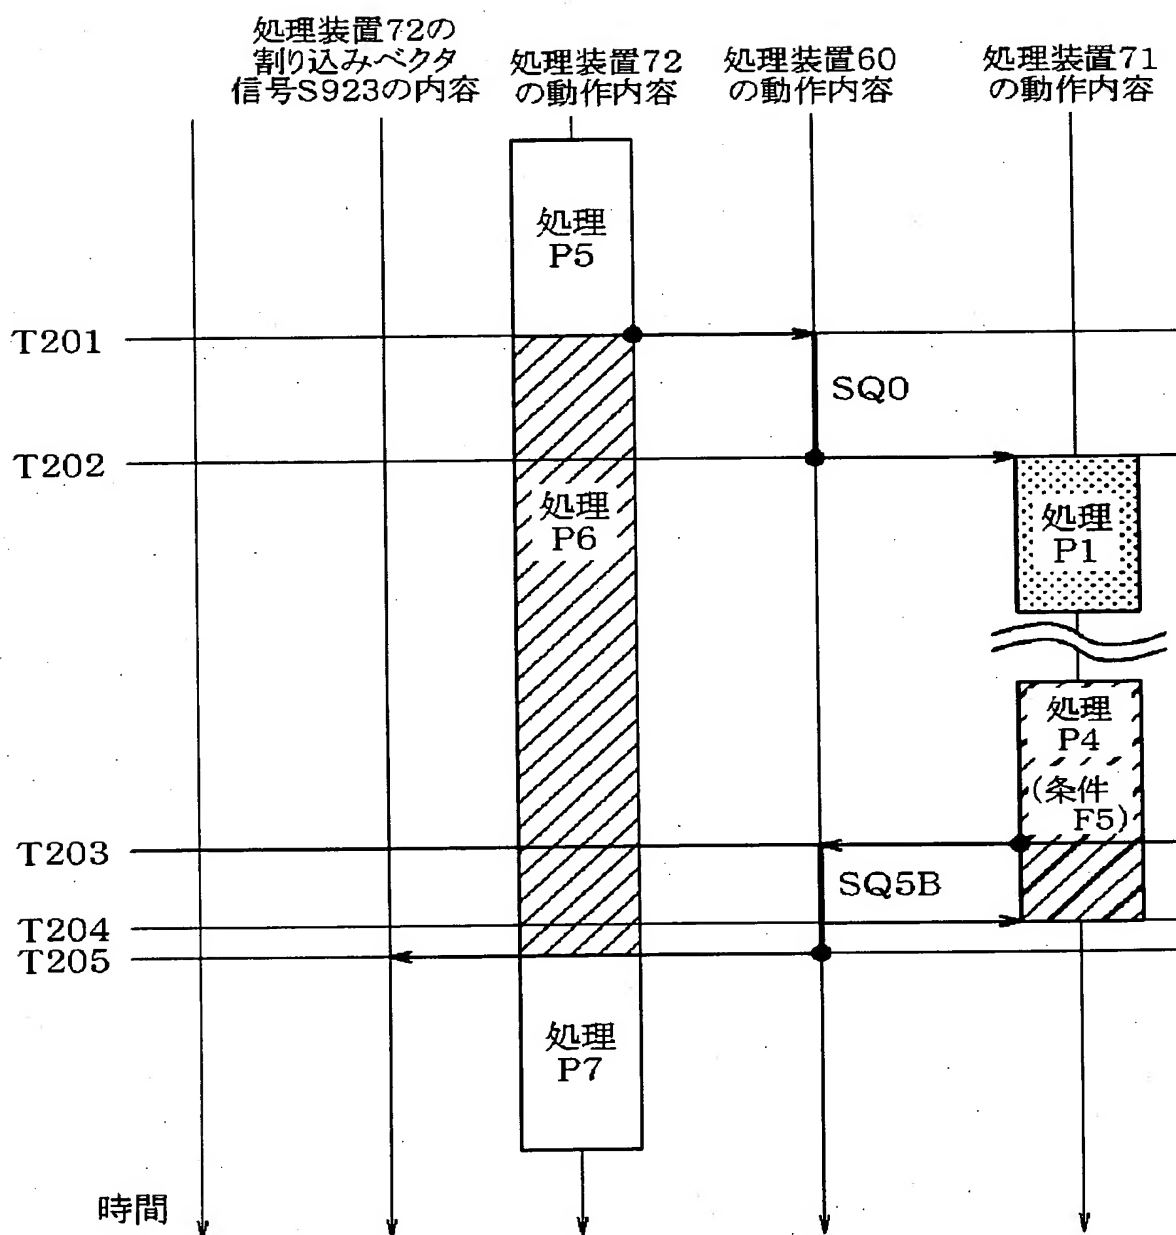 処理装置72の
割り込みベクタ
信号S923の内容
処理装置72
の動作内容
処理装置60
の動作内容
処理装置71
の動作内容
処理
P5
T201
SQ0
T202
処理
P6
処理
P1
処理
P4
(条件
F5)
T203
SQ5B
T204
T205
処理
P7
時間